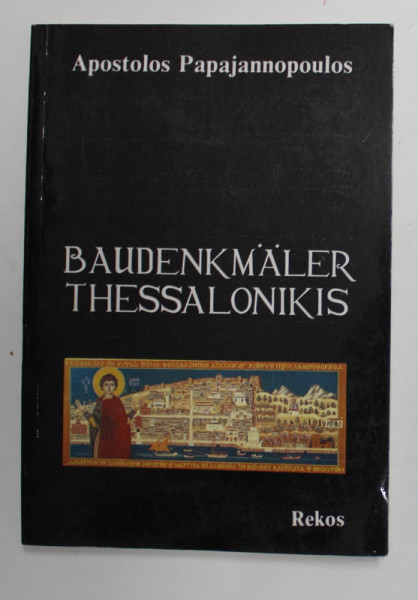 Apostolos Papajannopoulos
BAUDENKMÄLER
THESSALONIKIS
Rekos